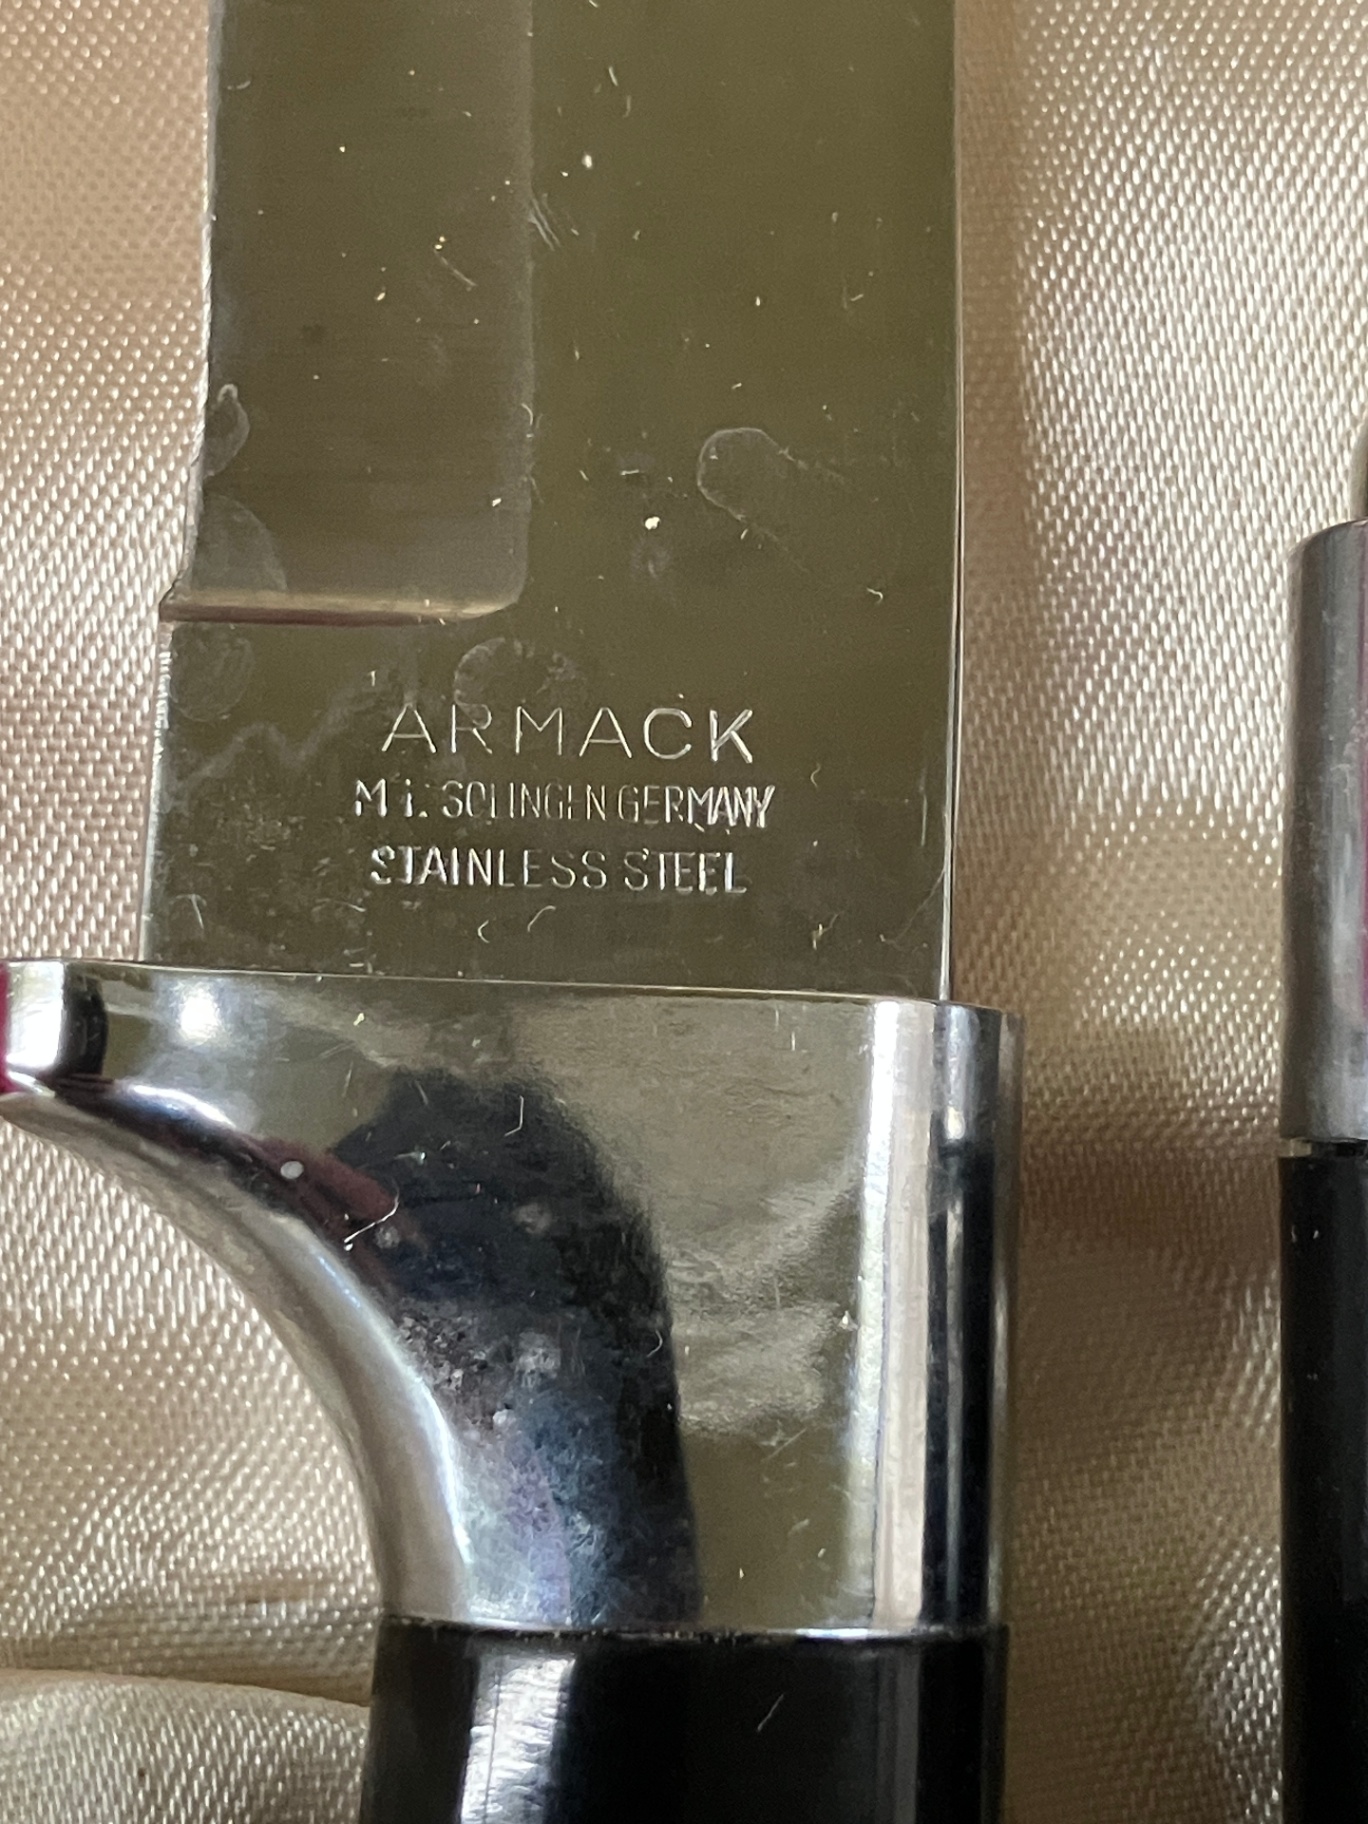 ARMACK
M i. SOLINGEN GERMANY
STAINLESS STEEL